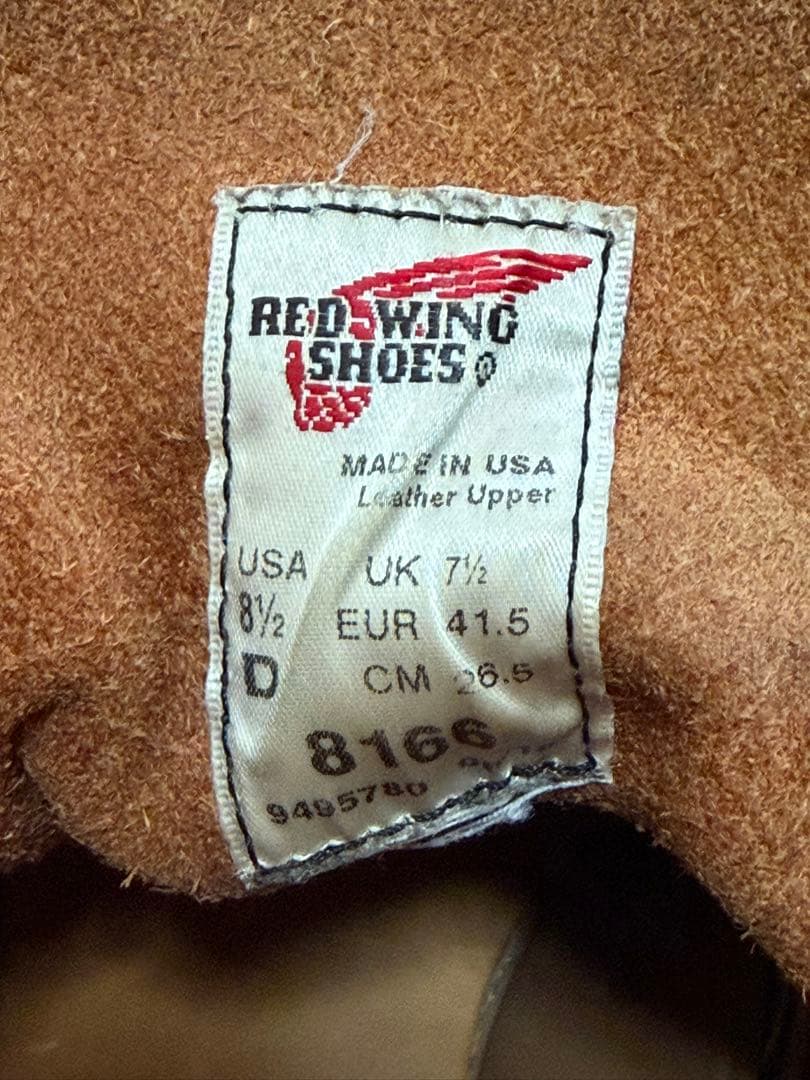 RED WING
SHOES®
MADE IN USA
Leather Upper
USA UK 7½
8½ EUR 41.5
D CM 26.5
8166
9495780